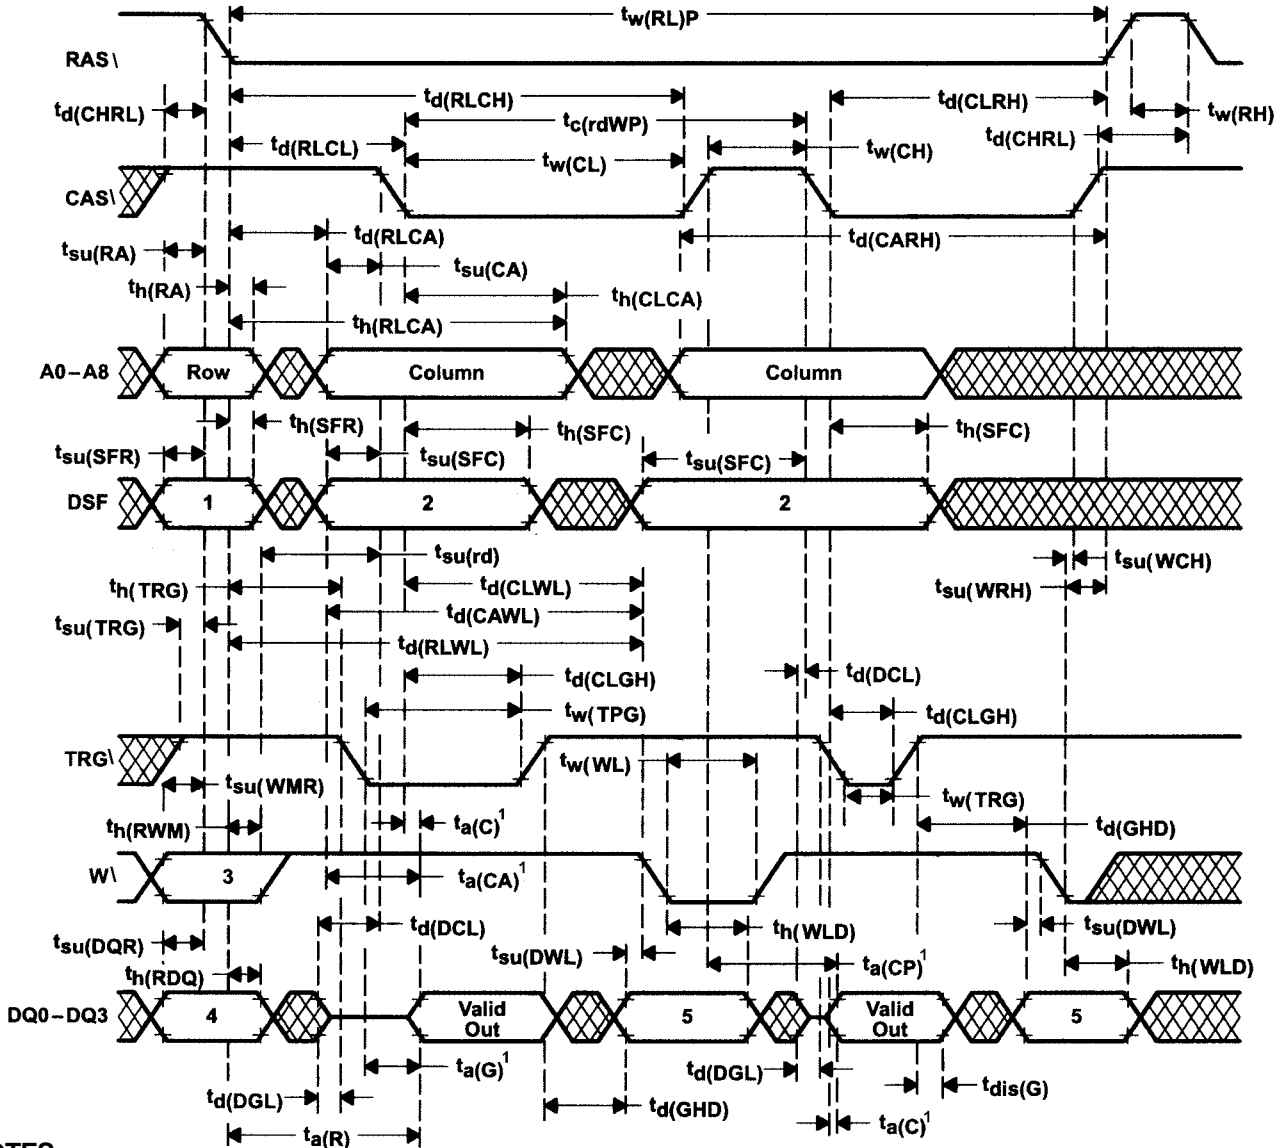 tw(RL)P
RAS\
td(CHRL)
td(RLCH)
td(CLRH)
tc(rdWP)
tw(RH)
td(RLCL)
td(CHRL)
tw(CL)
tw(CH)
CAS\
td(RLCA)
td(CARH)
tsu(RA)
tsu(CA)
th(RA)
th(CLCA)
th(RLCA)
A0–A8
Row
Column
Column
th(SFR)
th(SFC)
th(SFC)
tsu(SFR)
tsu(SFC)
tsu(SFC)
DSF
1
2
2
tsu(rd)
tsu(WCH)
th(TRG)
td(CLWL)
tsu(WRH)
td(CAWL)
tsu(TRG)
td(RLWL)
td(CLGH)
td(DCL)
tw(TPG)
td(CLGH)
TRG\
tw(WL)
tsu(WMR)
tw(TRG)
th(RWM)
ta(C)1
td(GHD)
W\
3
ta(CA)1
td(DCL)
th(WLD)
tsu(DWL)
tsu(DQR)
tsu(DWL)
ta(CP)1
th(WLD)
th(RDQ)
DQ0–DQ3
4
Valid
Out
5
Valid
Out
5
ta(G)1
td(DGL)
tdis(G)
td(DGL)
td(GHD)
ta(C)1
ta(R)